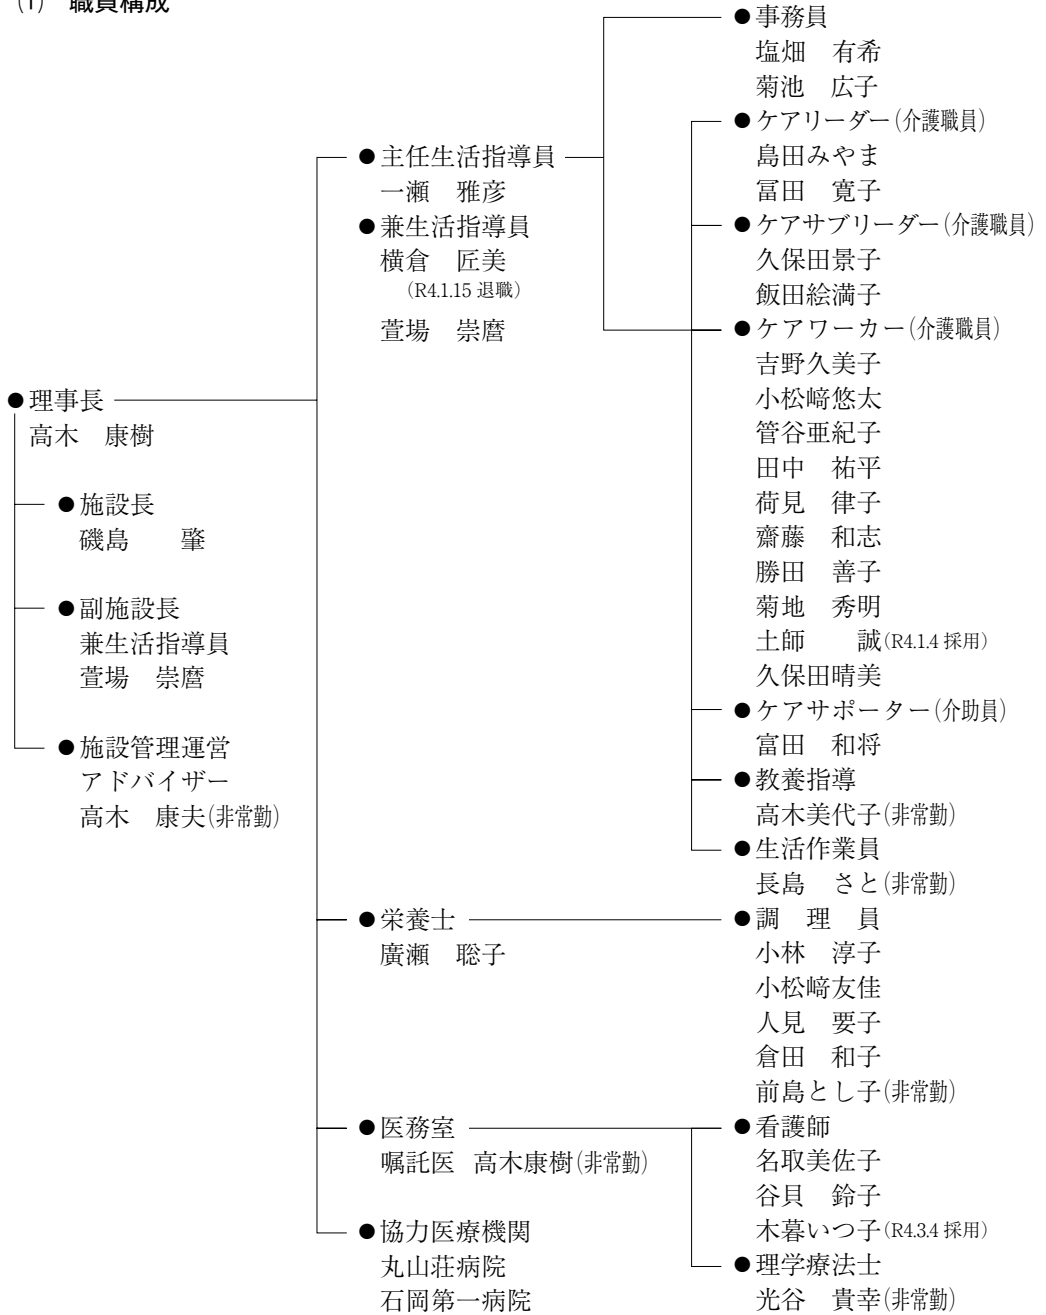 (1) 職員構成
●理事長
高木　康樹
●施設長
磯島　　肇
●副施設長
兼生活指導員
萱場　崇麿
●施設管理運営
アドバイザー
高木　康夫(非常勤)
●主任生活指導員
一瀬　雅彦
●兼生活指導員
横倉　匠美
(R4.1.15 退職)
萱場　崇麿
●事務員
塩畑　有希
菊池　広子
●ケアリーダー(介護職員)
島田みやま
冨田　寛子
●ケアサブリーダー(介護職員)
久保田景子
飯田絵満子
●ケアワーカー(介護職員)
吉野久美子
小松﨑悠太
管谷亜紀子
田中　祐平
荷見　律子
齋藤　和志
勝田　善子
菊地　秀明
土師　　誠(R4.1.4 採用)
久保田晴美
●ケアサポーター(介助員)
富田　和将
●教養指導
高木美代子(非常勤)
●生活作業員
長島　さと(非常勤)
●栄養士
廣瀬　聡子
●調　理　員
小林　淳子
小松﨑友佳
人見　要子
倉田　和子
前島とし子(非常勤)
●医務室
嘱託医　高木康樹(非常勤)
●看護師
名取美佐子
谷貝　鈴子
木暮いつ子(R4.3.4 採用)
●理学療法士
光谷　貴幸(非常勤)
●協力医療機関
丸山荘病院
石岡第一病院